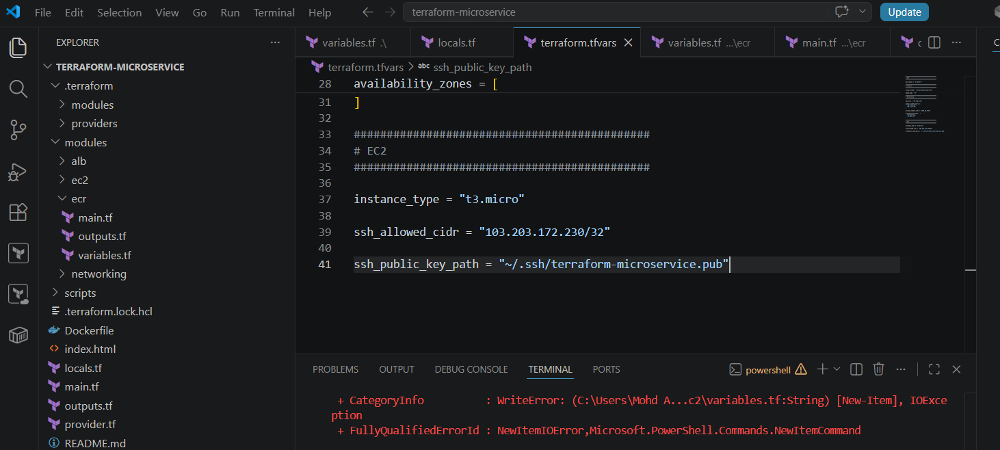 File Edit Selection View Go Run Terminal Help
terraform-microservice
Update
EXPLORER
TERRAFORM-MICROSERVICE
.terraform
modules
providers
modules
alb
ec2
ecr
main.tf
outputs.tf
variables.tf
networking
scripts
.terraform.lock.hcl
Dockerfile
index.html
locals.tf
main.tf
outputs.tf
provider.tf
README.md
variables.tf .\ locals.tf terraform.tfvars variables.tf ...\ecr main.tf ...\ecr
terraform.tfvars > abc ssh_public_key_path
28 availability_zones = [
31 ]
32
33 #############################################
34 # EC2
35 #############################################
36
37 instance_type = "t3.micro"
38
39 ssh_allowed_cidr = "103.203.172.230/32"
40
41 ssh_public_key_path = "~/.ssh/terraform-microservice.pub"
PROBLEMS OUTPUT DEBUG CONSOLE TERMINAL PORTS
powershell
+ CategoryInfo : WriteError: (C:\Users\Mohd A...c2\variables.tf:String) [New-Item], IOExce
ption
+ FullyQualifiedErrorId : NewItemIOError,Microsoft.PowerShell.Commands.NewItemCommand